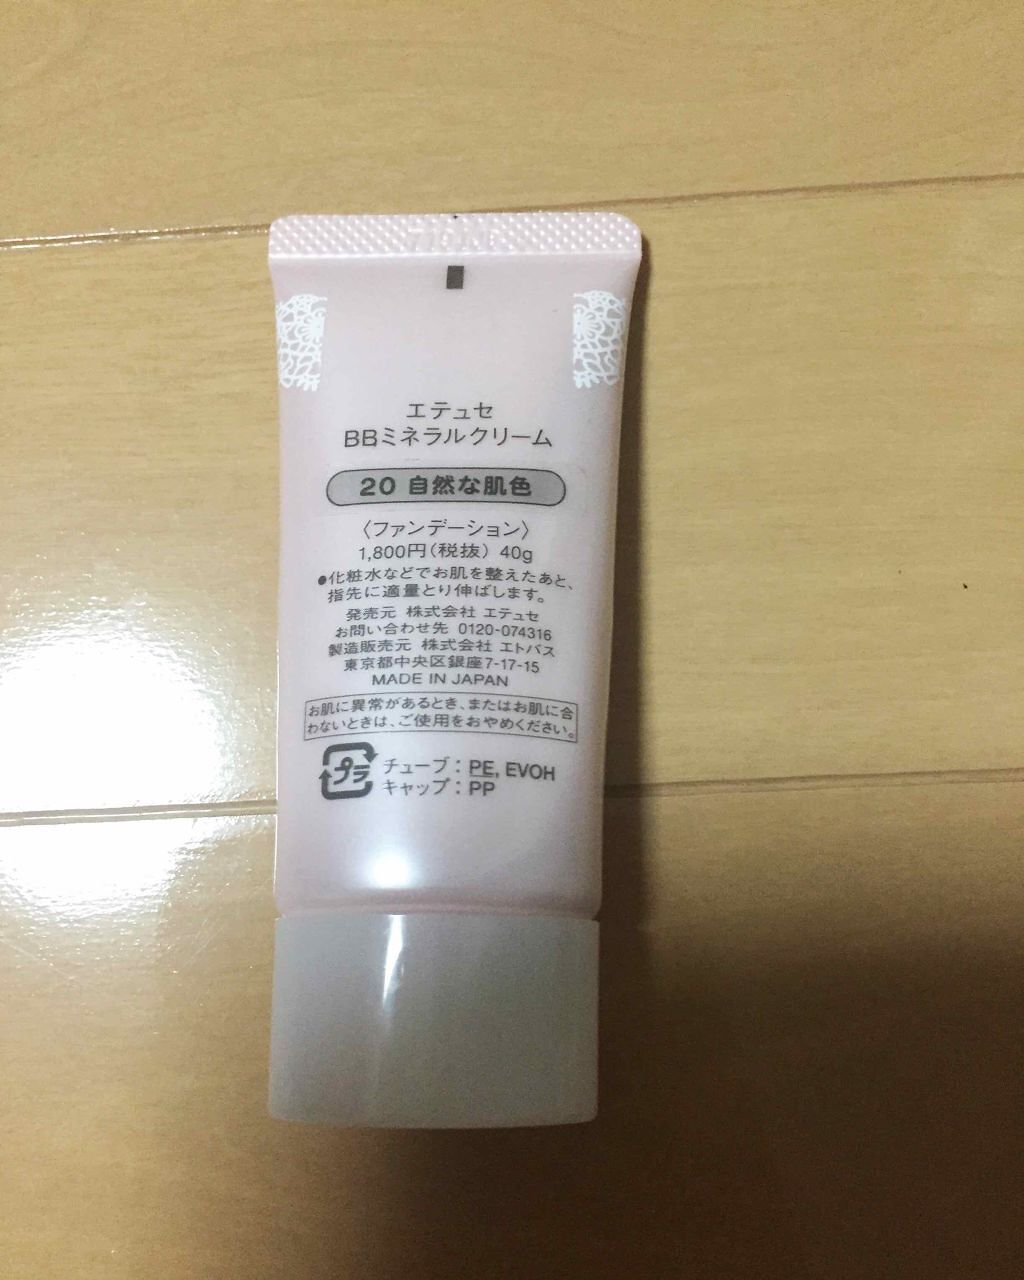 エテュセ
BBミネラルクリーム
20 自然な肌色
〈ファンデーション〉
1,800円(税抜) 40g
●化粧水などでお肌を整えたあと、
指先に適量とり伸ばします。
発売元 株式会社 エテュセ
お問い合わせ先 0120-074316
製造販売元 株式会社 エトバス
東京都中央区銀座7-17-15
MADE IN JAPAN
お肌に異常があるとき、またはお肌に合
わないときは、ご使用をおやめください。
プラ
チューブ：PE, EVOH
キャップ：PP